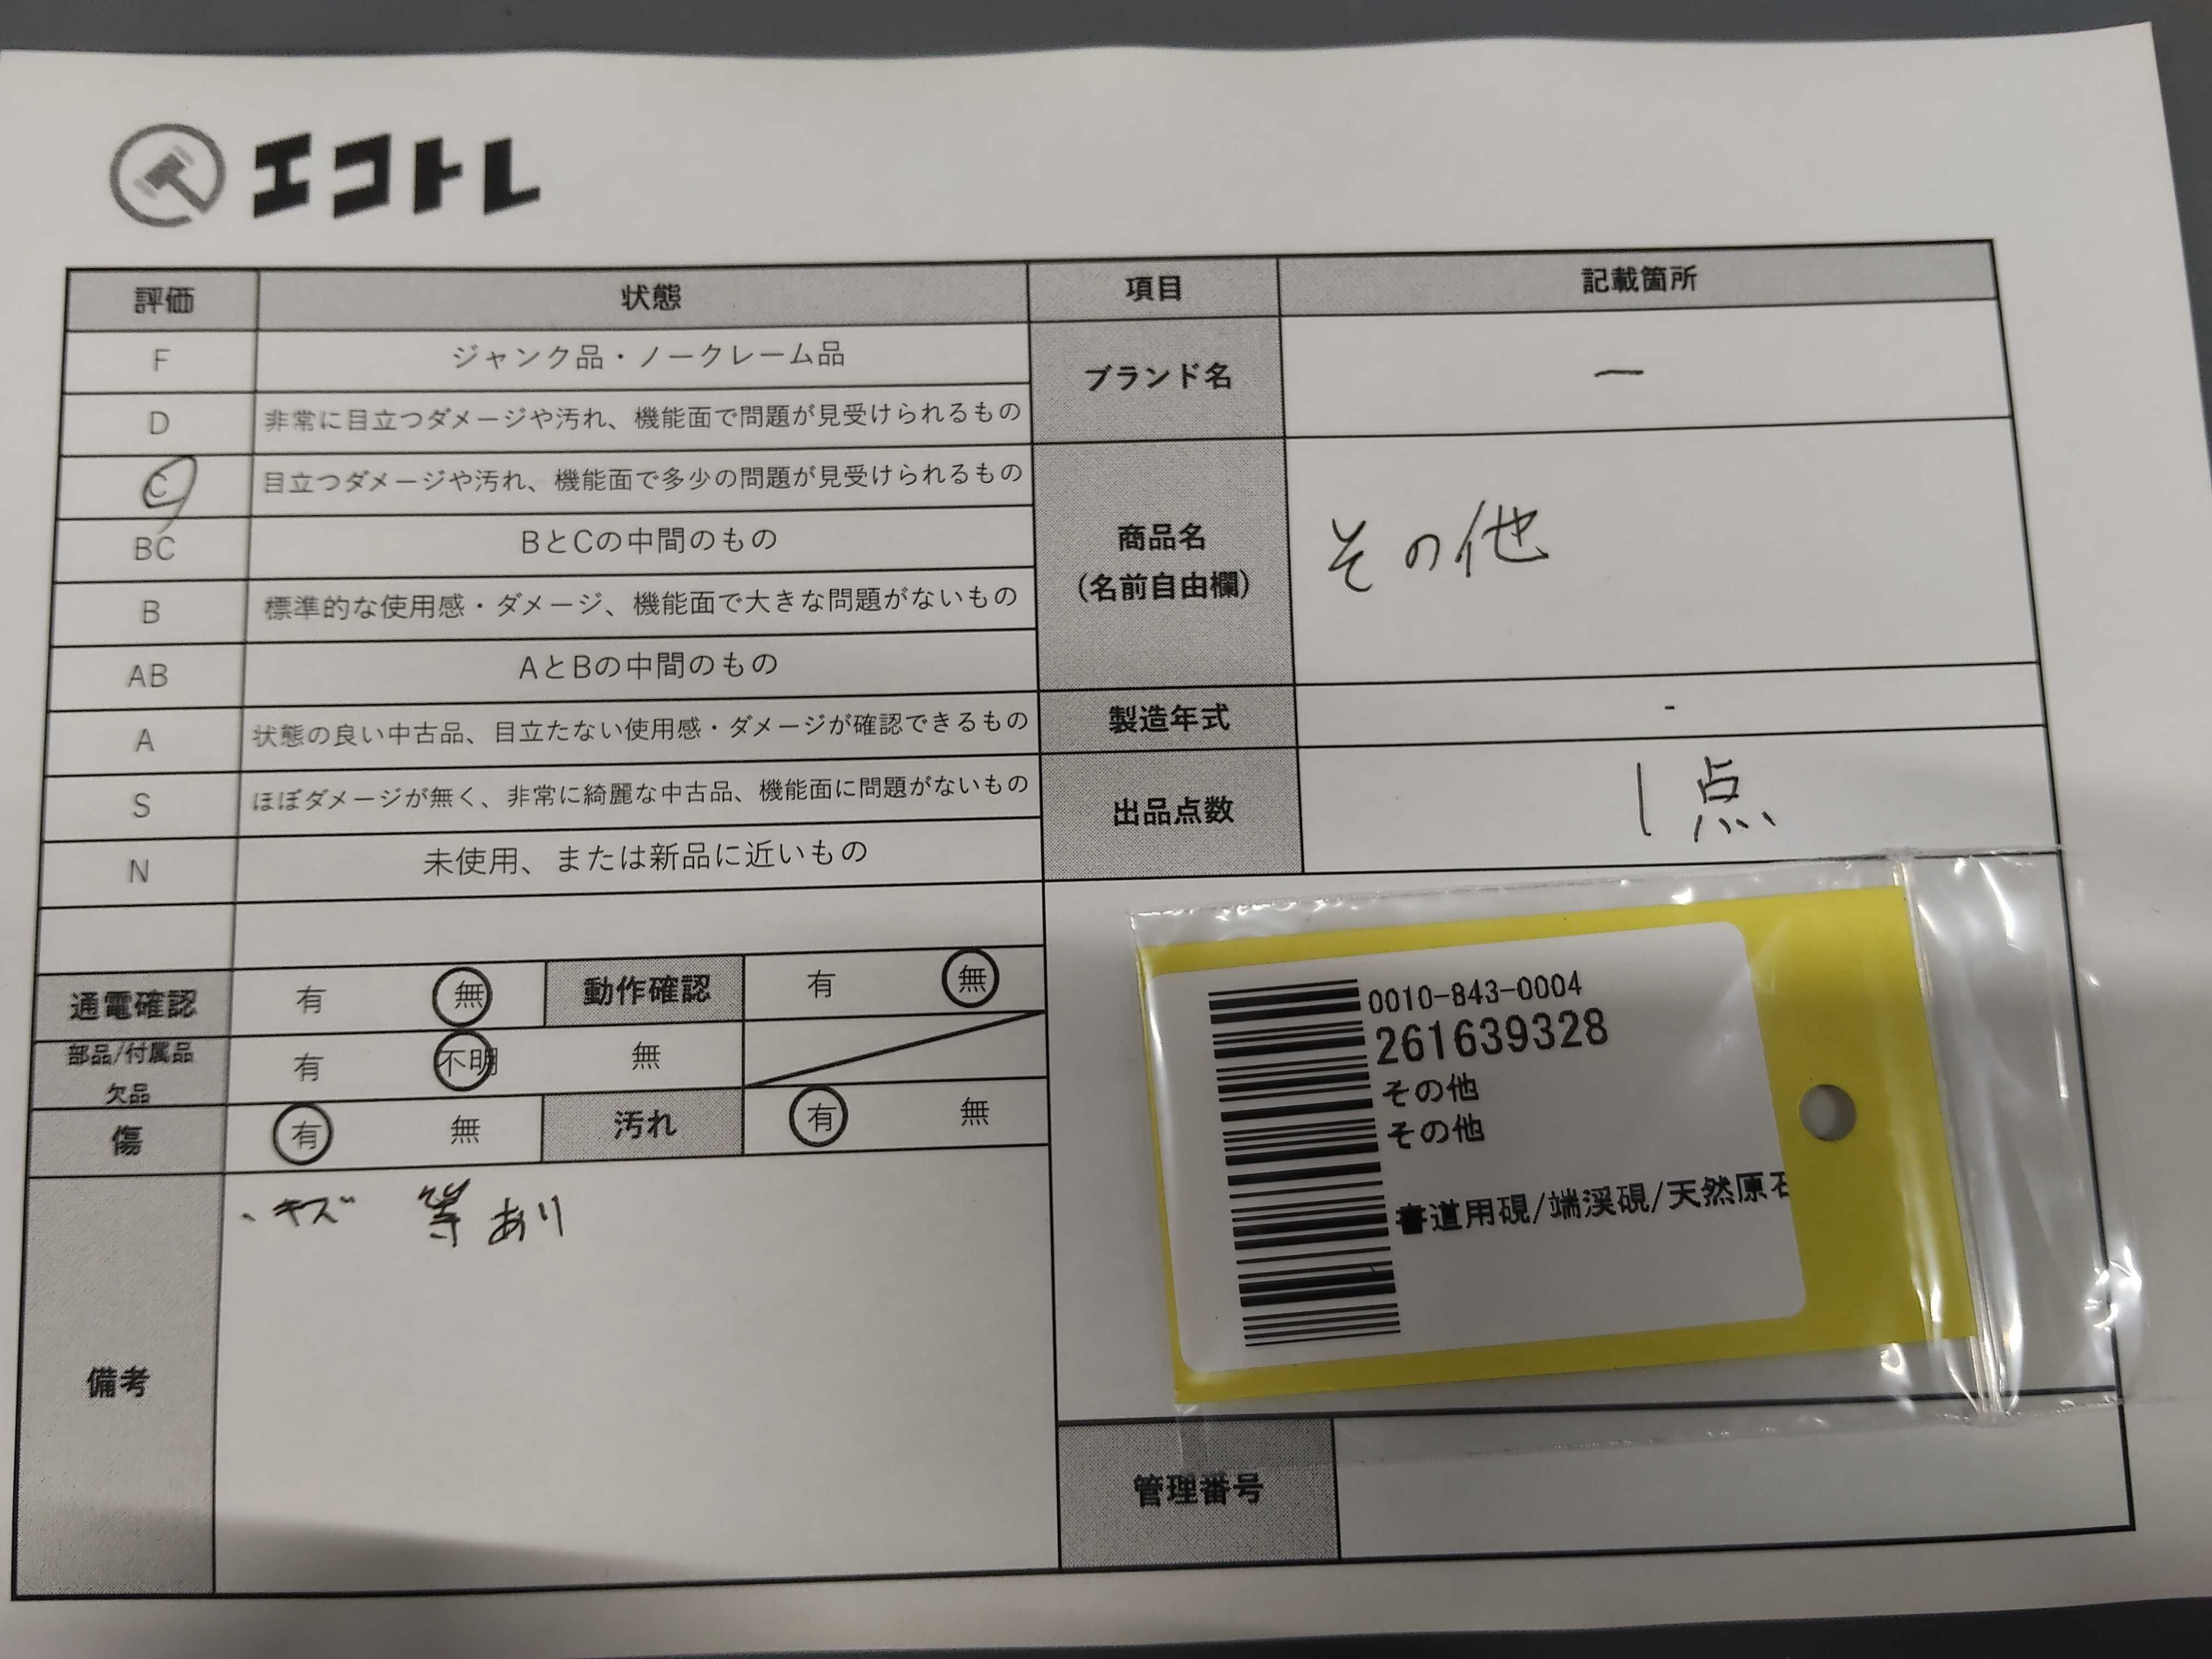 エコトレ
評価 状態 項目 記載箇所
F ジャンク品・ノークレーム品
ブランド名 ー
D 非常に目立つダメージや汚れ、機能面で問題が見受けられるもの
C 目立つダメージや汚れ、機能面で多少の問題が見受けられるもの
BC BとCの中間のもの
商品名
(名前自由欄)
その他
B 標準的な使用感・ダメージ、機能面で大きな問題がないもの
AB AとBの中間のもの
A 状態の良い中古品、目立たない使用感・ダメージが確認できるもの
製造年式 -
S ほぼダメージが無く、非常に綺麗な中古品、機能面に問題がないもの
出品点数 1点
N 未使用、または新品に近いもの
通電確認 有 無 動作確認 有 無
部品/付属品
欠品
有 不明 無
傷 有 無 汚れ 有 無
備考
・キズ 等あり
0010-843-0004
261639328
その他
その他
書道用硯/端渓硯/天然原石
管理番号